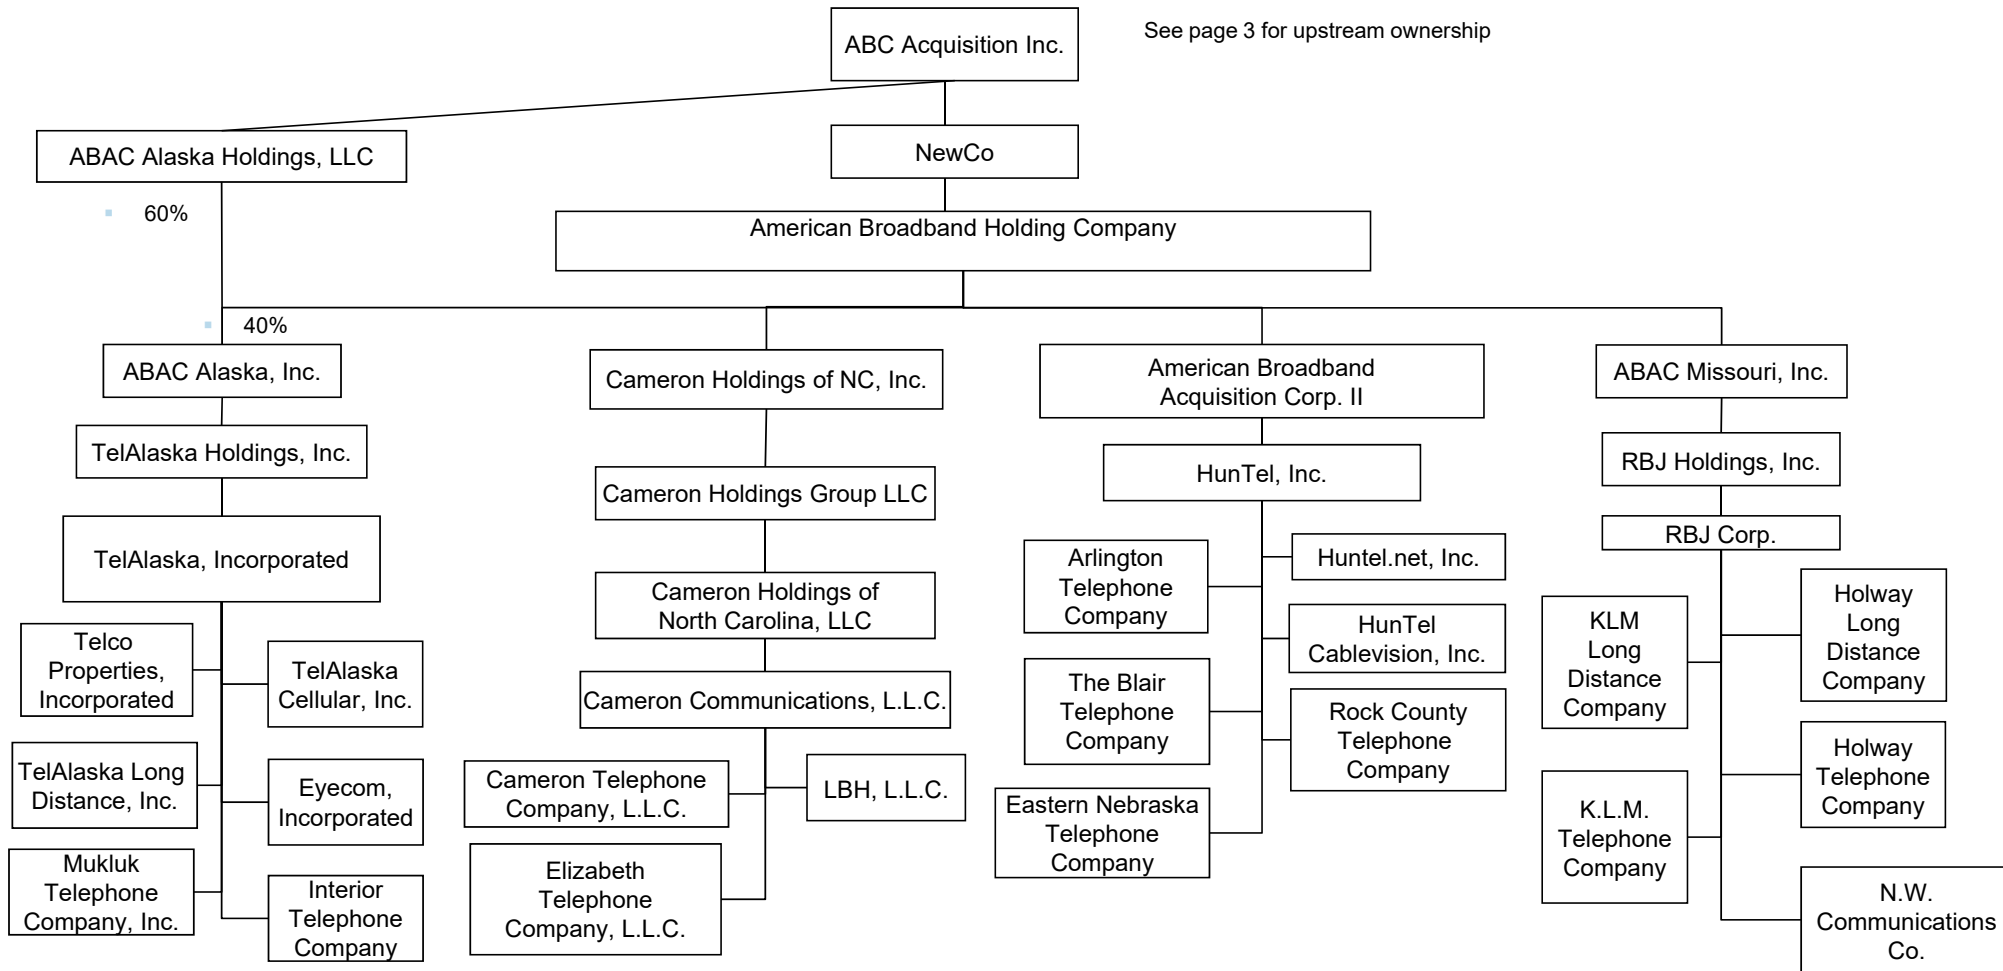 ABC Acquisition Inc.
See page 3 for upstream ownership
ABAC Alaska Holdings, LLC
NewCo
60%
American Broadband Holding Company
40%
ABAC Alaska, Inc.
TelAlaska Holdings, Inc.
TelAlaska, Incorporated
Telco
Properties,
Incorporated
TelAlaska
Cellular, Inc.
TelAlaska Long
Distance, Inc.
Eyecom,
Incorporated
Mukluk
Telephone
Company, Inc.
Interior
Telephone
Company
Cameron Holdings of NC, Inc.
Cameron Holdings Group LLC
Cameron Holdings of
North Carolina, LLC
Cameron Communications, L.L.C.
Cameron Telephone
Company, L.L.C.
LBH, L.L.C.
Elizabeth
Telephone
Company, L.L.C.
American Broadband
Acquisition Corp. II
HunTel, Inc.
Arlington
Telephone
Company
Huntel.net, Inc.
HunTel
Cablevision, Inc.
The Blair
Telephone
Company
Rock County
Telephone
Company
Eastern Nebraska
Telephone
Company
ABAC Missouri, Inc.
RBJ Holdings, Inc.
RBJ Corp.
KLM
Long
Distance
Company
Holway
Long
Distance
Company
Holway
Telephone
Company
K.L.M.
Telephone
Company
N.W.
Communications
Co.